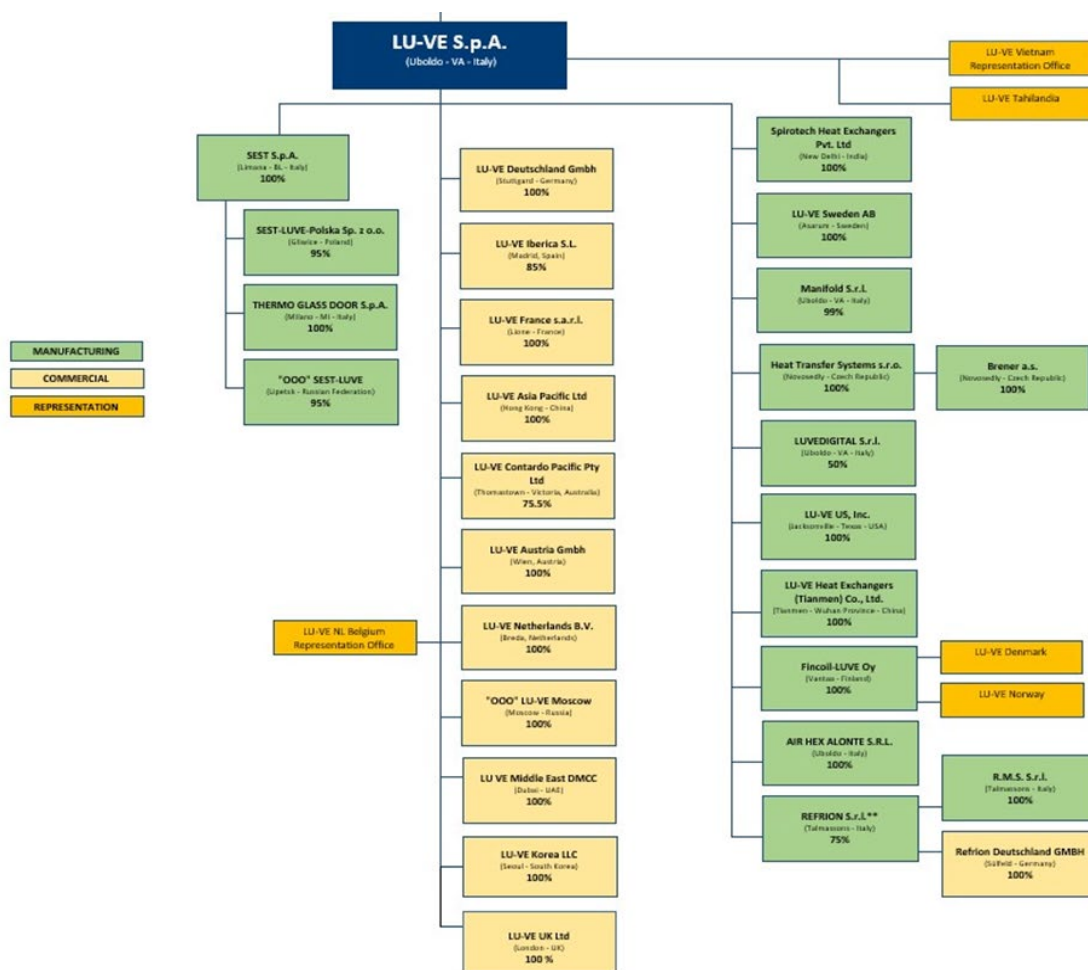 LU-VE S.p.A.
(Uboldo - VA - Italy)
LU-VE Vietnam
Representation Office
LU-VE Tahilandia
SEST S.p.A.
(Limana - BL - Italy)
100%
SEST-LUVE-Polska Sp. z o.o.
(Gliwice - Poland)
95%
THERMO GLASS DOOR S.p.A.
(Milano - MI - Italy)
100%
"OOO" SEST-LUVE
(Lipetsk - Russian Federation)
95%
MANUFACTURING
COMMERCIAL
REPRESENTATION
LU-VE Deutschland Gmbh
(Stuttgard - Germany)
100%
LU-VE Iberica S.L.
(Madrid, Spain)
85%
LU-VE France s.a.r.l.
(Lione - France)
100%
LU-VE Asia Pacific Ltd
(Hong Kong - China)
100%
LU-VE Contardo Pacific Pty
Ltd
(Thomastown - Victoria, Australia)
75.5%
LU-VE Austria Gmbh
(Wien, Austria)
100%
LU-VE NL Belgium
Representation Office
LU-VE Netherlands B.V.
(Breda, Netherlands)
100%
"OOO" LU-VE Moscow
(Moscow - Russia)
100%
LU VE Middle East DMCC
(Dubai - UAE)
100%
LU-VE Korea LLC
(Seoul - South Korea)
100%
LU-VE UK Ltd
(London - UK)
100 %
Spirotech Heat Exchangers
Pvt. Ltd
(New Delhi - India)
100%
LU-VE Sweden AB
(Asarum - Sweden)
100%
Manifold S.r.l.
(Uboldo - VA - Italy)
99%
Heat Transfer Systems s.r.o.
(Novosedly - Czech Republic)
100%
Brener a.s.
(Novosedly - Czech Republic)
100%
LUVEDIGITAL S.r.l.
(Uboldo - VA - Italy)
50%
LU-VE US, Inc.
(Jacksonville - Texas - USA)
100%
LU-VE Heat Exchangers
(Tianmen) Co., Ltd.
(Tianmen - Wuhan Province - China)
100%
Fincoil-LUVE Oy
(Vantaa - Finland)
100%
LU-VE Denmark
LU-VE Norway
AIR HEX ALONTE S.R.L.
(Uboldo - Italy)
100%
REFRION S.r.l.**
(Talmassons - Italy)
75%
R.M.S. S.r.l.
(Talmassons - Italy)
100%
Refrion Deutschland GMBH
(Sülfeld - Germany)
100%